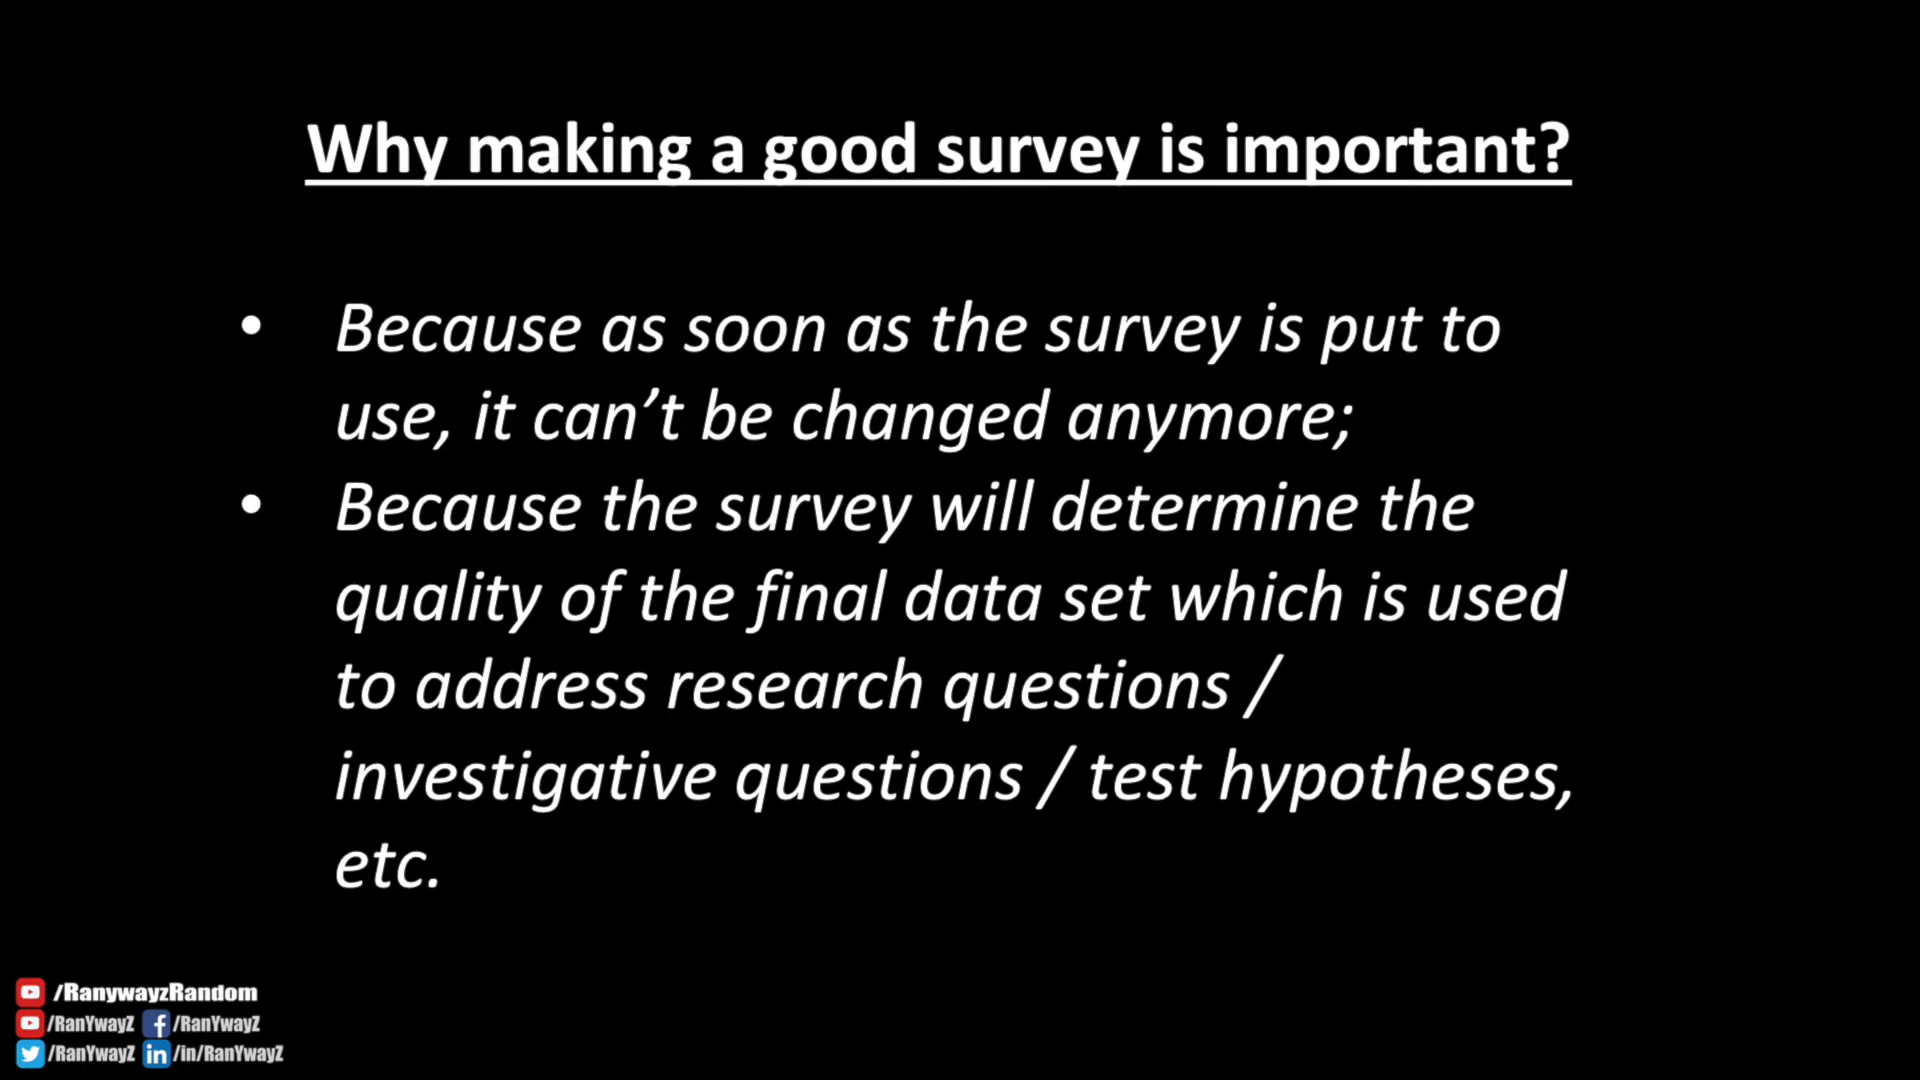 Why making a good survey is important?
• Because as soon as the survey is put to
use, it can’t be changed anymore;
• Because the survey will determine the
quality of the final data set which is used
to address research questions /
investigative questions / test hypotheses,
etc.
/RanywayzRandom
/RanYwayZ /RanYwayZ
/RanYwayZ /in/RanYwayZ